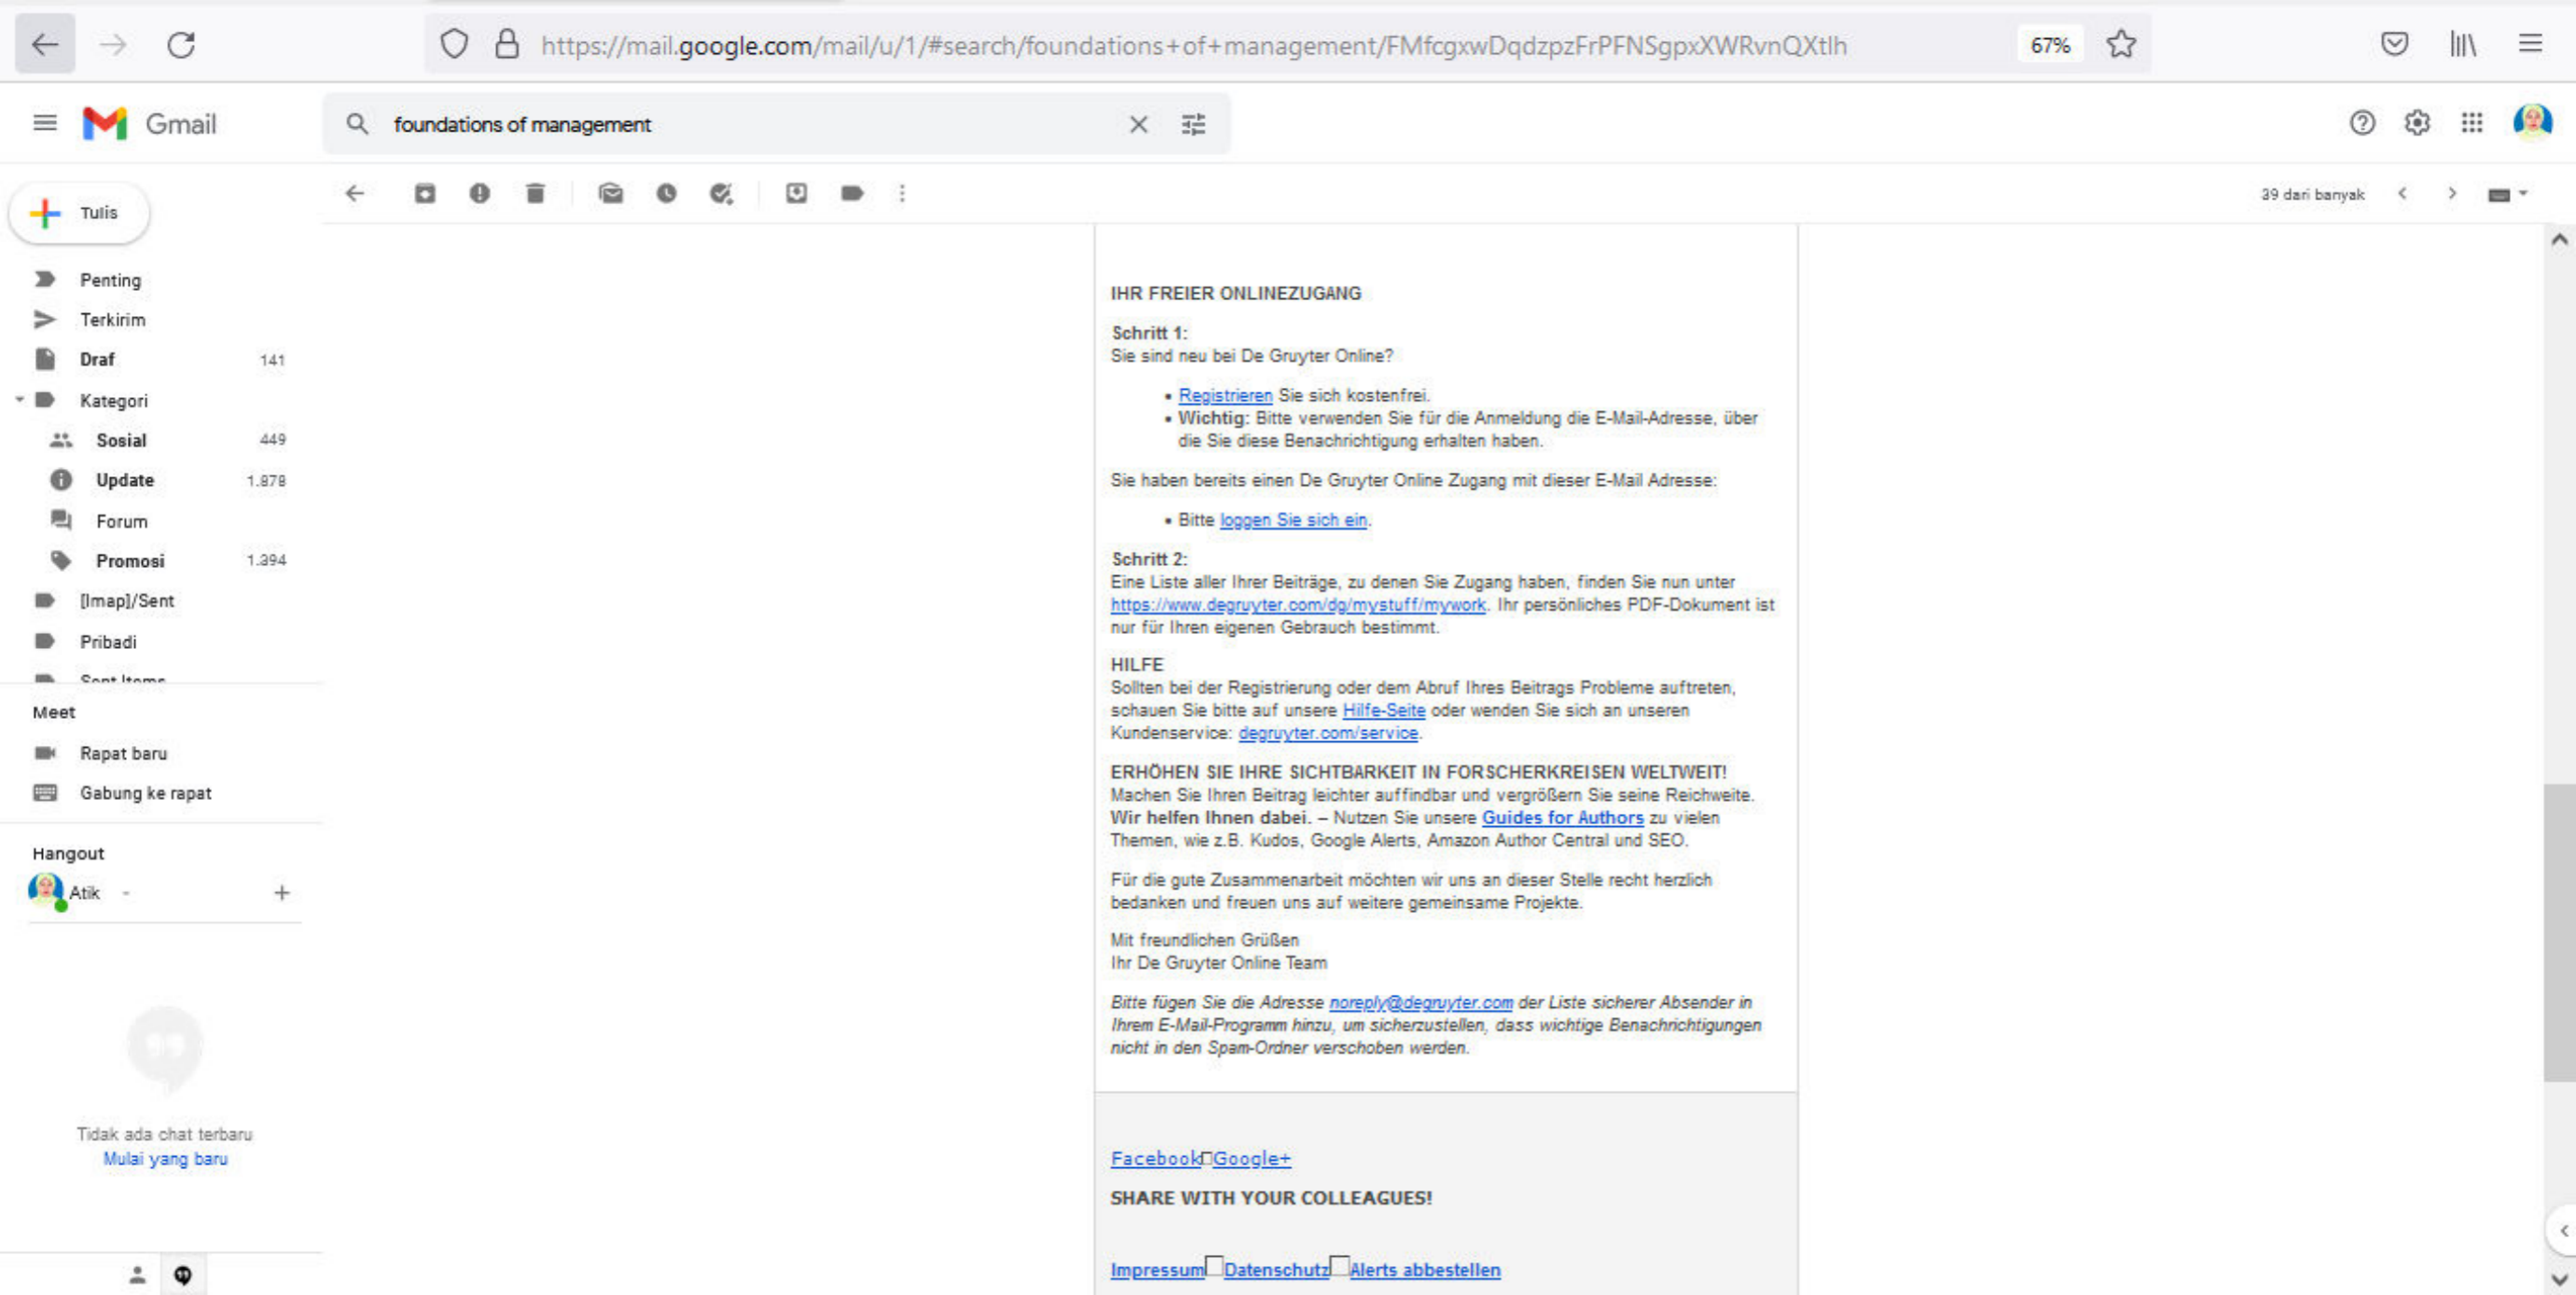 https://mail.google.com/mail/u/1/#search/foundations+of+management/FMfcgxwDqdzpzFrPFNSgpxXWRvnQXtlh
67%
Gmail
foundations of management
39 dari banyak
Tulis
Penting
Terkirim
Draf 141
Kategori
Sosial 449
Update 1.878
Forum
Promosi 1.394
[Imap]/Sent
Pribadi
Sent Items
Meet
Rapat baru
Gabung ke rapat
Hangout
Atik
Tidak ada chat terbaru
Mulai yang baru
IHR FREIER ONLINEZUGANG
Schritt 1:
Sie sind neu bei De Gruyter Online?
• Registrieren Sie sich kostenfrei.
• Wichtig: Bitte verwenden Sie für die Anmeldung die E-Mail-Adresse, über
die Sie diese Benachrichtigung erhalten haben.
Sie haben bereits einen De Gruyter Online Zugang mit dieser E-Mail Adresse:
• Bitte loggen Sie sich ein.
Schritt 2:
Eine Liste aller Ihrer Beiträge, zu denen Sie Zugang haben, finden Sie nun unter
https://www.degruyter.com/dg/mystuff/mywork. Ihr persönliches PDF-Dokument ist
nur für Ihren eigenen Gebrauch bestimmt.
HILFE
Sollten bei der Registrierung oder dem Abruf Ihres Beitrags Probleme auftreten,
schauen Sie bitte auf unsere Hilfe-Seite oder wenden Sie sich an unseren
Kundenservice: degruyter.com/service.
ERHÖHEN SIE IHRE SICHTBARKEIT IN FORSCHERKREISEN WELTWEIT!
Machen Sie Ihren Beitrag leichter auffindbar und vergrößern Sie seine Reichweite.
Wir helfen Ihnen dabei. – Nutzen Sie unsere Guides for Authors zu vielen
Themen, wie z.B. Kudos, Google Alerts, Amazon Author Central und SEO.
Für die gute Zusammenarbeit möchten wir uns an dieser Stelle recht herzlich
bedanken und freuen uns auf weitere gemeinsame Projekte.
Mit freundlichen Grüßen
Ihr De Gruyter Online Team
Bitte fügen Sie die Adresse noreply@degruyter.com der Liste sicherer Absender in
Ihrem E-Mail-Programm hinzu, um sicherzustellen, dass wichtige Benachrichtigungen
nicht in den Spam-Ordner verschoben werden.
Facebook Google+
SHARE WITH YOUR COLLEAGUES!
Impressum Datenschutz Alerts abbestellen